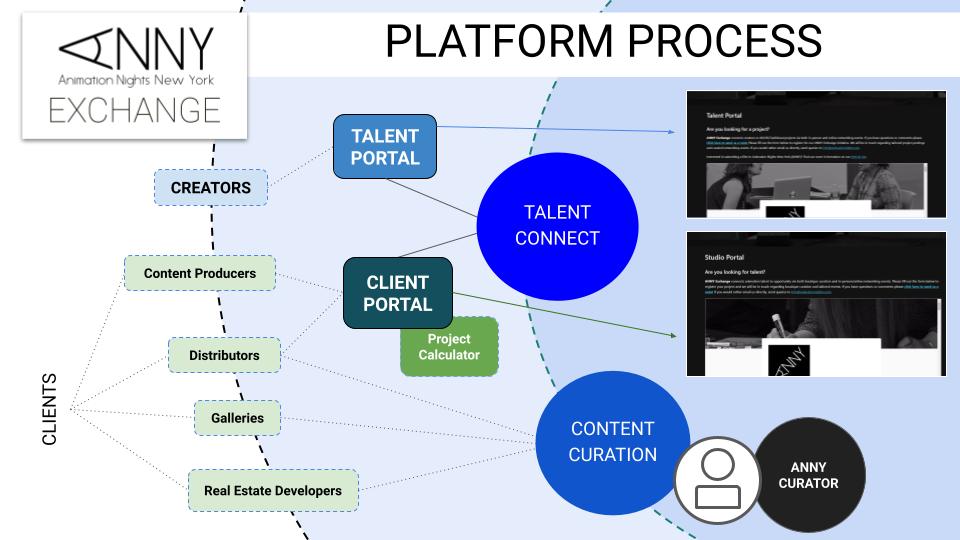 ANNY
Animation Nights New York
EXCHANGE
PLATFORM PROCESS
TALENT
PORTAL
CREATORS
TALENT
CONNECT
Content Producers
CLIENT
PORTAL
Project
Calculator
Distributors
CLIENTS
Galleries
Real Estate Developers
CONTENT
CURATION
ANNY
CURATOR
Talent Portal
Are you looking for a project?
Studio Portal
Are you looking for talent?
ANNY